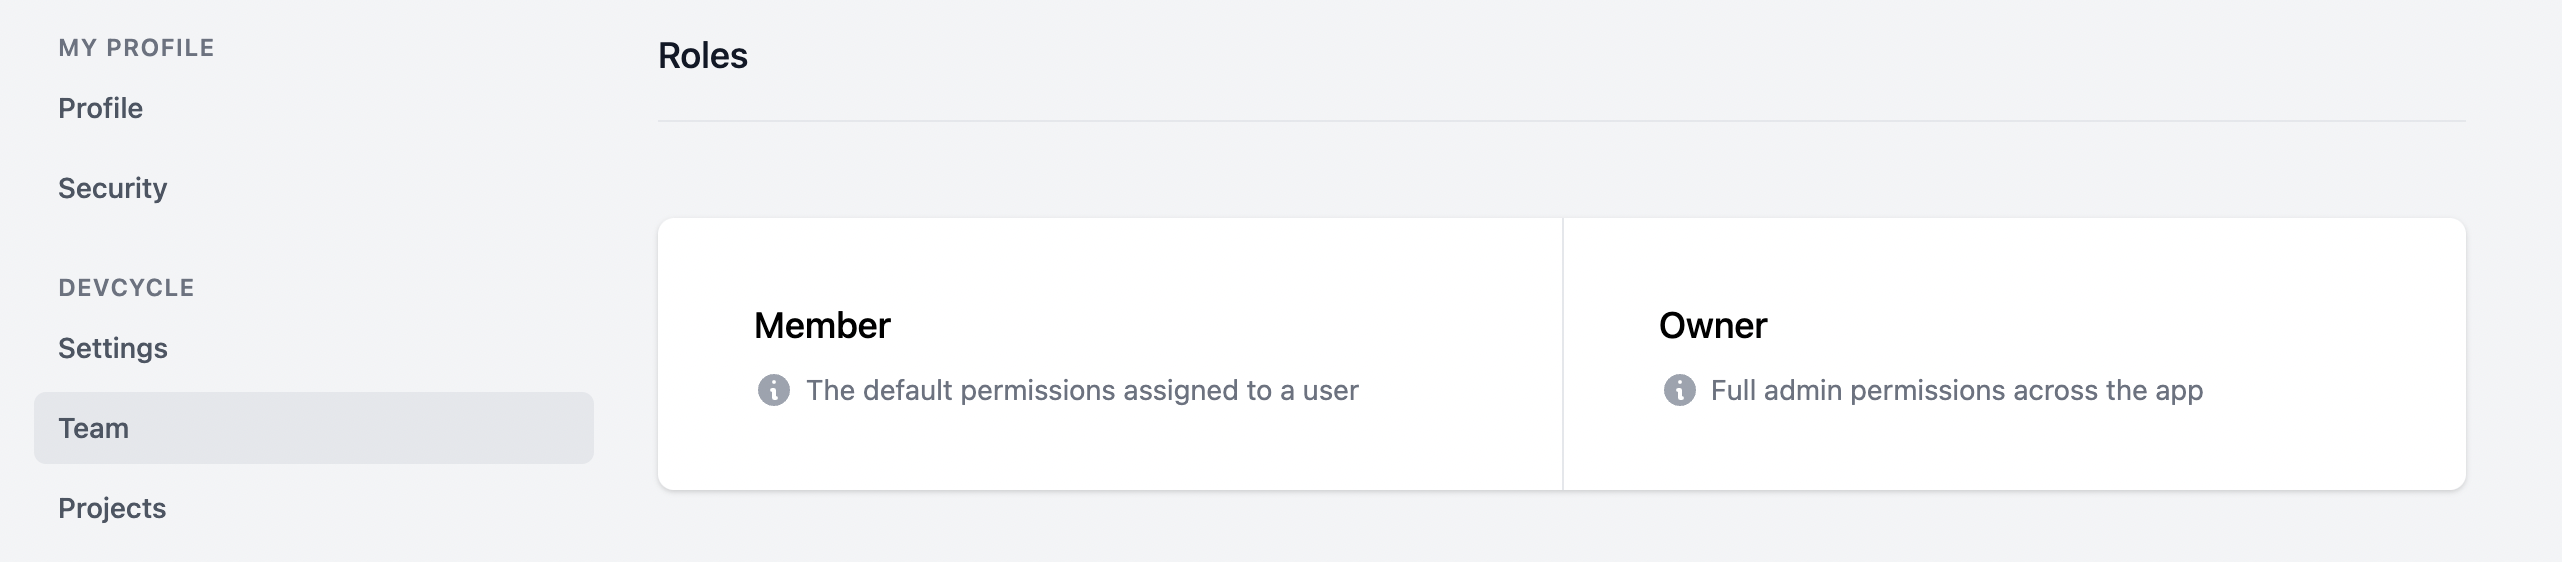 MY PROFILE
Profile
Security
DEVCYCLE
Settings
Team
Projects
Roles
Member
The default permissions assigned to a user
Owner
Full admin permissions across the app